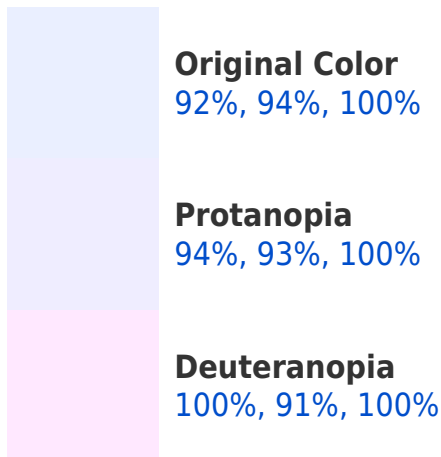 Original Color
92%, 94%, 100%
Protanopia
94%, 93%, 100%
Deuteranopia
100%, 91%, 100%